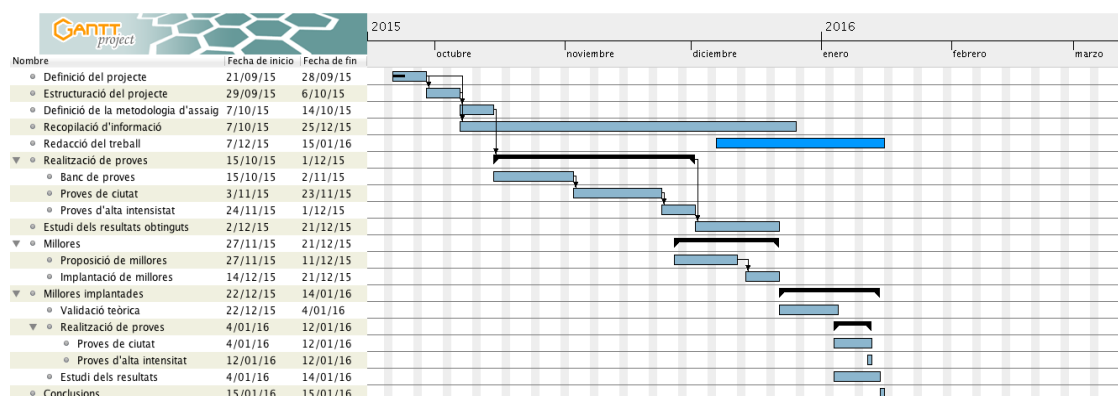 GANTT project
2015 2016
octubre noviembre diciembre enero febrero marzo
Nombre Fecha de inicio Fecha de fin
Definició del projecte 21/09/15 28/09/15
Estructuració del projecte 29/09/15 6/10/15
Definició de la metodologia d'assaig 7/10/15 14/10/15
Recopilació d'informació 7/10/15 25/12/15
Redacció del treball 7/12/15 15/01/16
Realització de proves 15/10/15 1/12/15
Banc de proves 15/10/15 2/11/15
Proves de ciutat 3/11/15 23/11/15
Proves d'alta intensistat 24/11/15 1/12/15
Estudi dels resultats obtinguts 2/12/15 21/12/15
Millores 27/11/15 21/12/15
Proposició de millores 27/11/15 11/12/15
Implantació de millores 14/12/15 21/12/15
Millores implantades 22/12/15 14/01/16
Validació teòrica 22/12/15 4/01/16
Realització de proves 4/01/16 12/01/16
Proves de ciutat 4/01/16 12/01/16
Proves d'alta intensitat 12/01/16 12/01/16
Estudi dels resultats 4/01/16 14/01/16
Conclusions 15/01/16 15/01/16